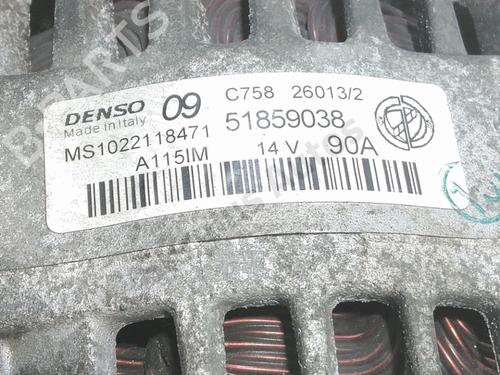 DENSO 09 C758 26013/2
Made in Italy
MS1022118471 51859038
A115IM 14 V 90A